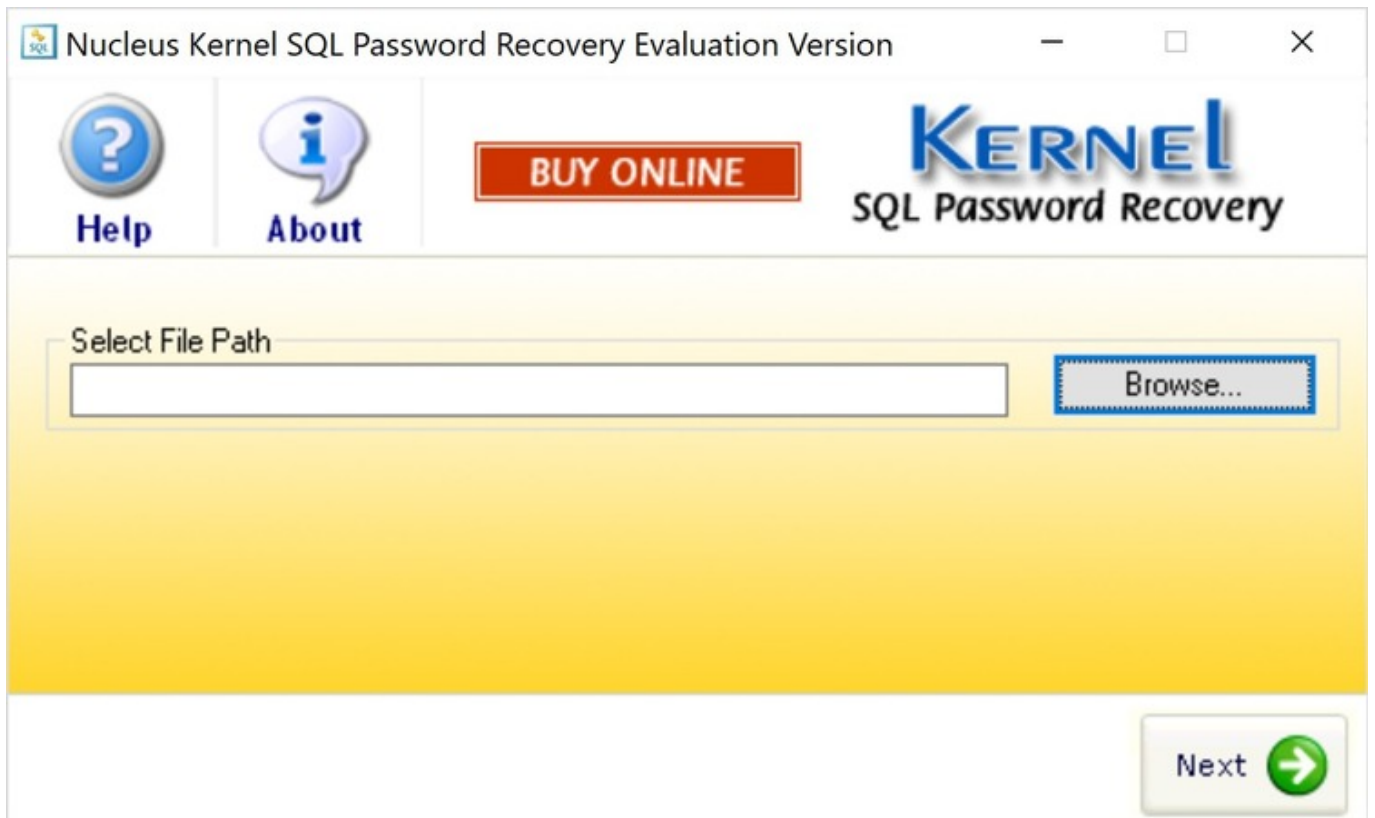 Nucleus Kernel SQL Password Recovery Evaluation Version
SQL
Help
About
BUY ONLINE
KERNEl
SQL Password Recovery
Select File Path
Browse...
Next